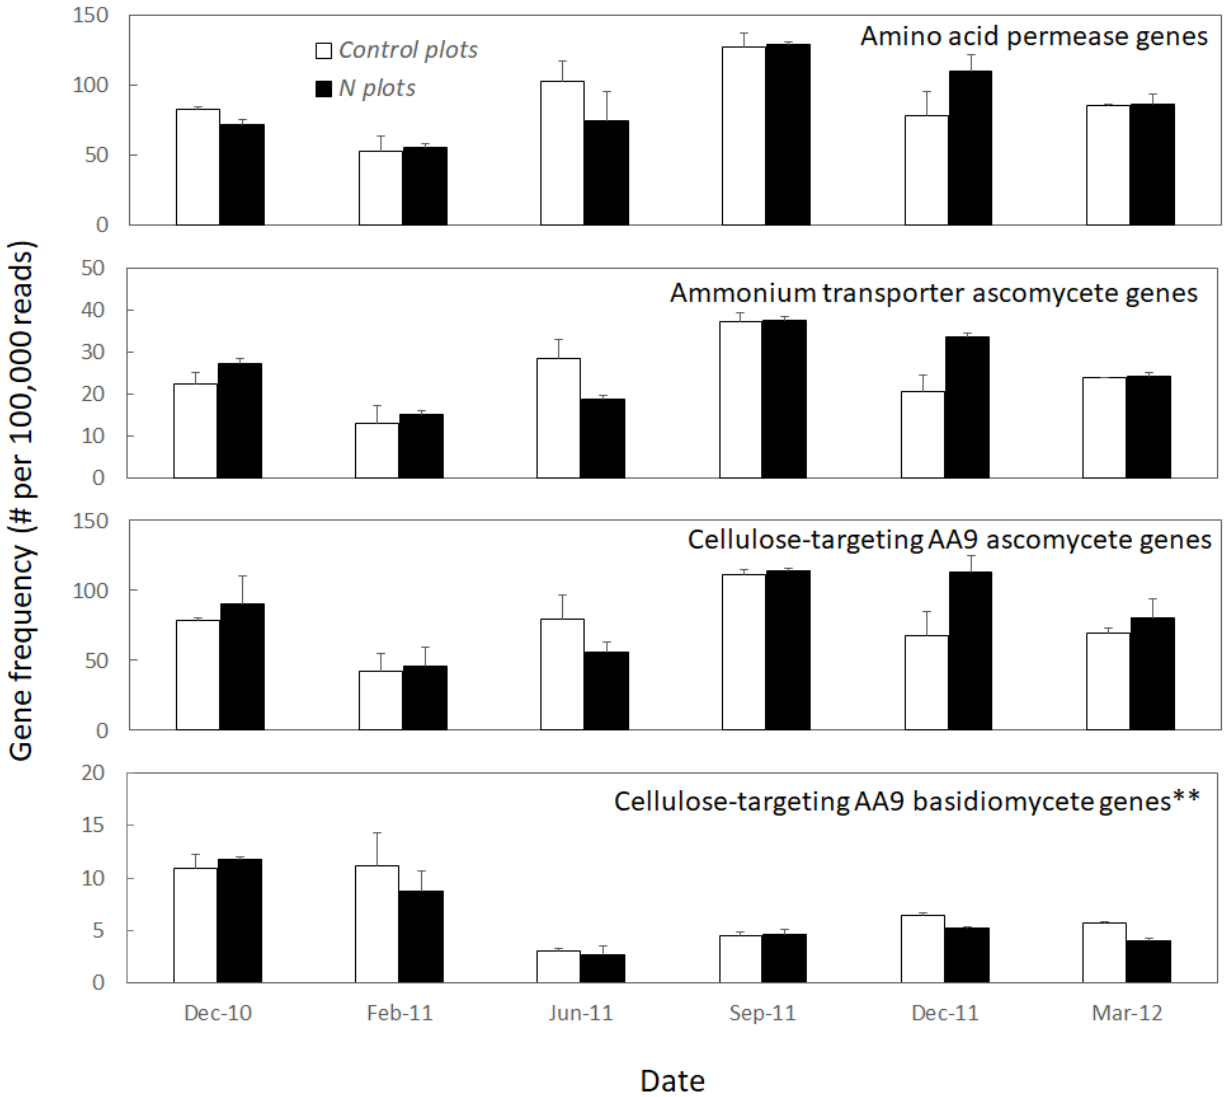 Gene frequency (# per 100,000 reads)
150
100
50
0
Control plots
N plots
Amino acid permease genes
50
40
30
20
10
0
Ammonium transporter ascomycete genes
150
100
50
0
Cellulose-targeting AA9 ascomycete genes
20
15
10
5
0
Cellulose-targeting AA9 basidiomycete genes**
Dec-10 Feb-11 Jun-11 Sep-11 Dec-11 Mar-12
Date